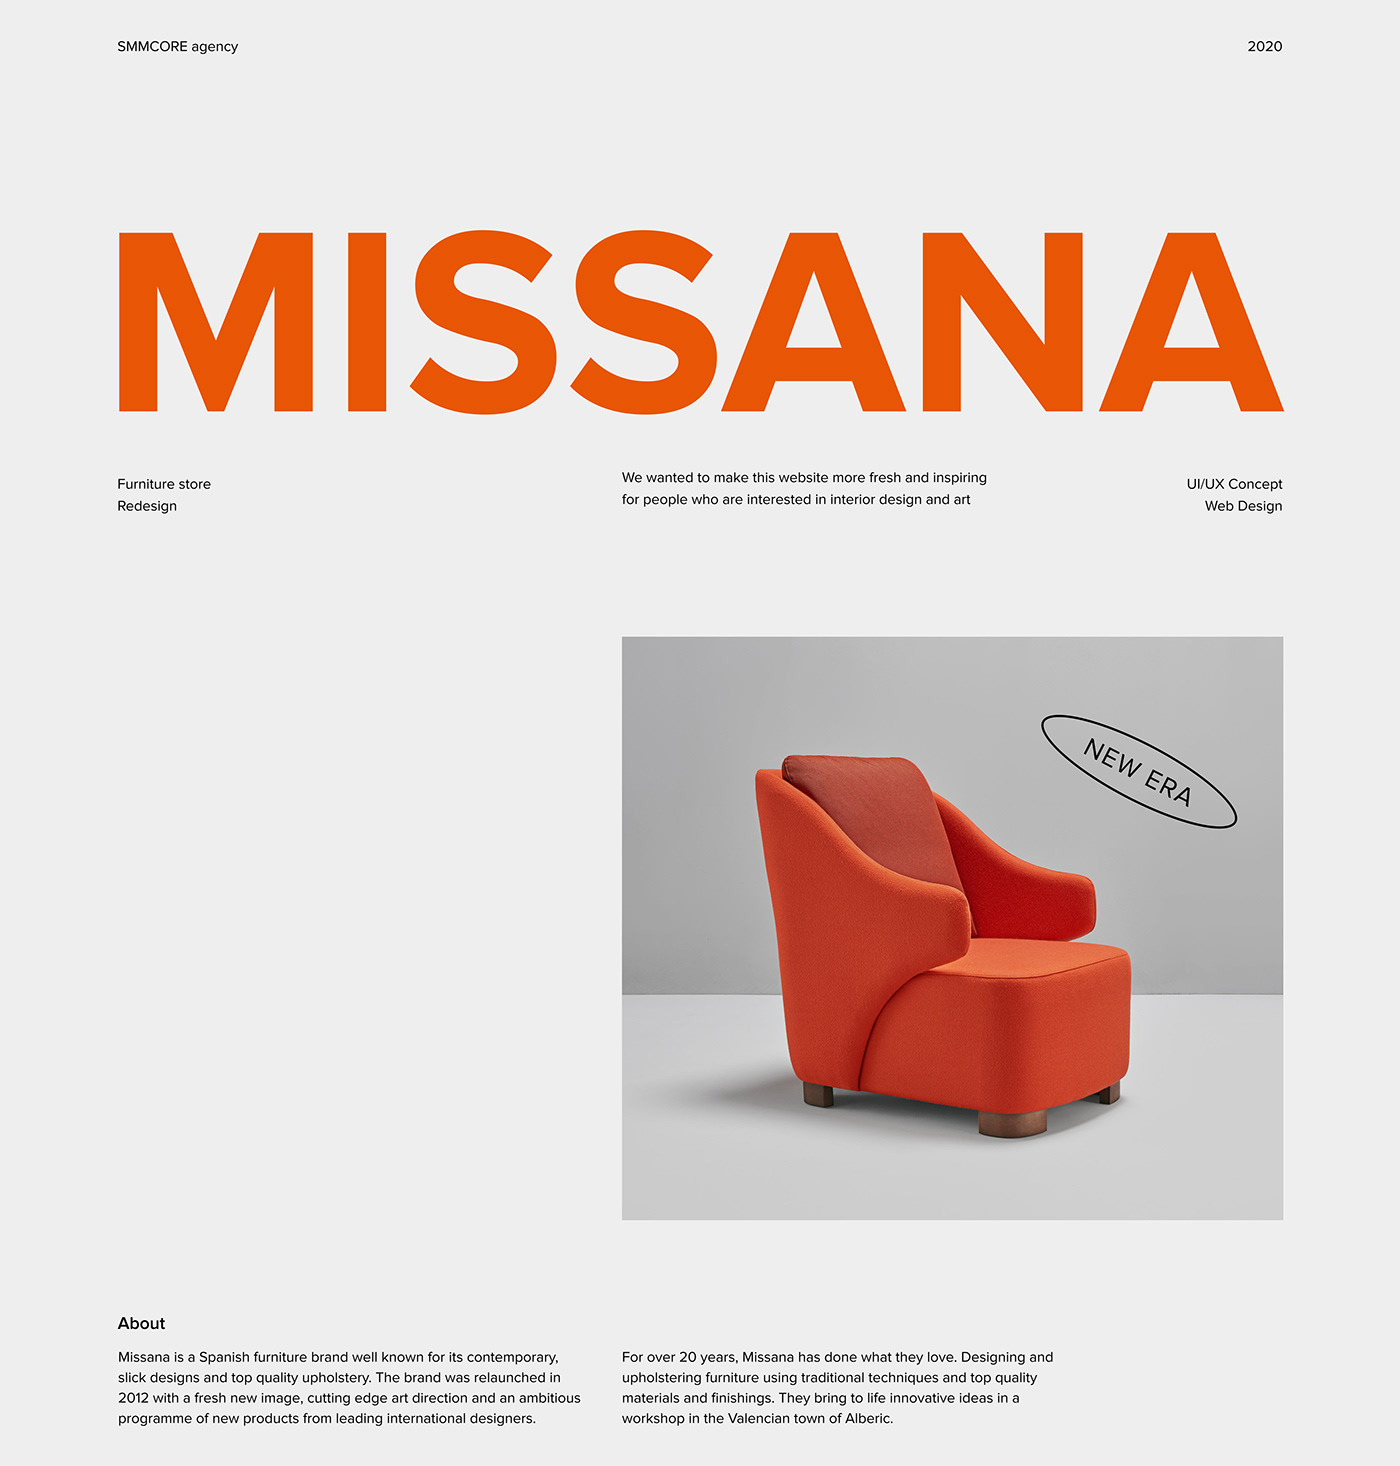 SMMCORE agency
2020
MISSANA
Furniture store
Redesign
We wanted to make this website more fresh and inspiring
for people who are interested in interior design and art
UI/UX Concept
Web Design
NEW ERA
About
Missana is a Spanish furniture brand well known for its contemporary,
slick designs and top quality upholstery. The brand was relaunched in
2012 with a fresh new image, cutting edge art direction and an ambitious
programme of new products from leading international designers.
For over 20 years, Missana has done what they love. Designing and
upholstering furniture using traditional techniques and top quality
materials and finishings. They bring to life innovative ideas in a
workshop in the Valencian town of Alberic.